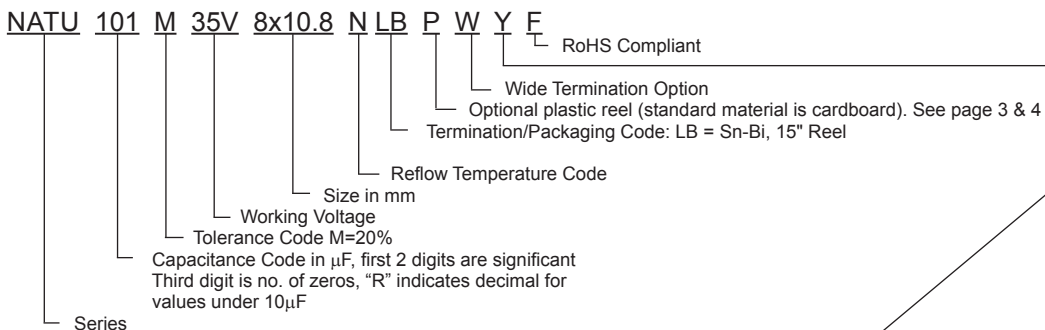 NATU 101 M 35V 8x10.8 N LB P W Y F
RoHS Compliant
Wide Termination Option
Optional plastic reel (standard material is cardboard). See page 3 & 4
Termination/Packaging Code: LB = Sn-Bi, 15" Reel
Reflow Temperature Code
Size in mm
Working Voltage
Tolerance Code M=20%
Capacitance Code in μF, first 2 digits are significant
Third digit is no. of zeros, “R” indicates decimal for
values under 10μF
Series